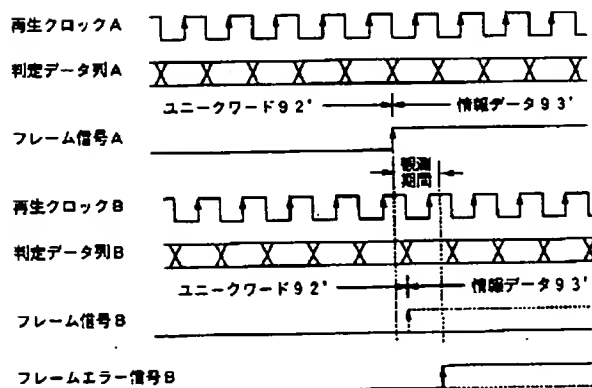 再生クロックA
判定データ列A
ユニークワード92' 情報データ93'
フレーム信号A
観測
期間
再生クロックB
判定データ列B
ユニークワード92' 情報データ93'
フレーム信号B
フレームエラー信号B